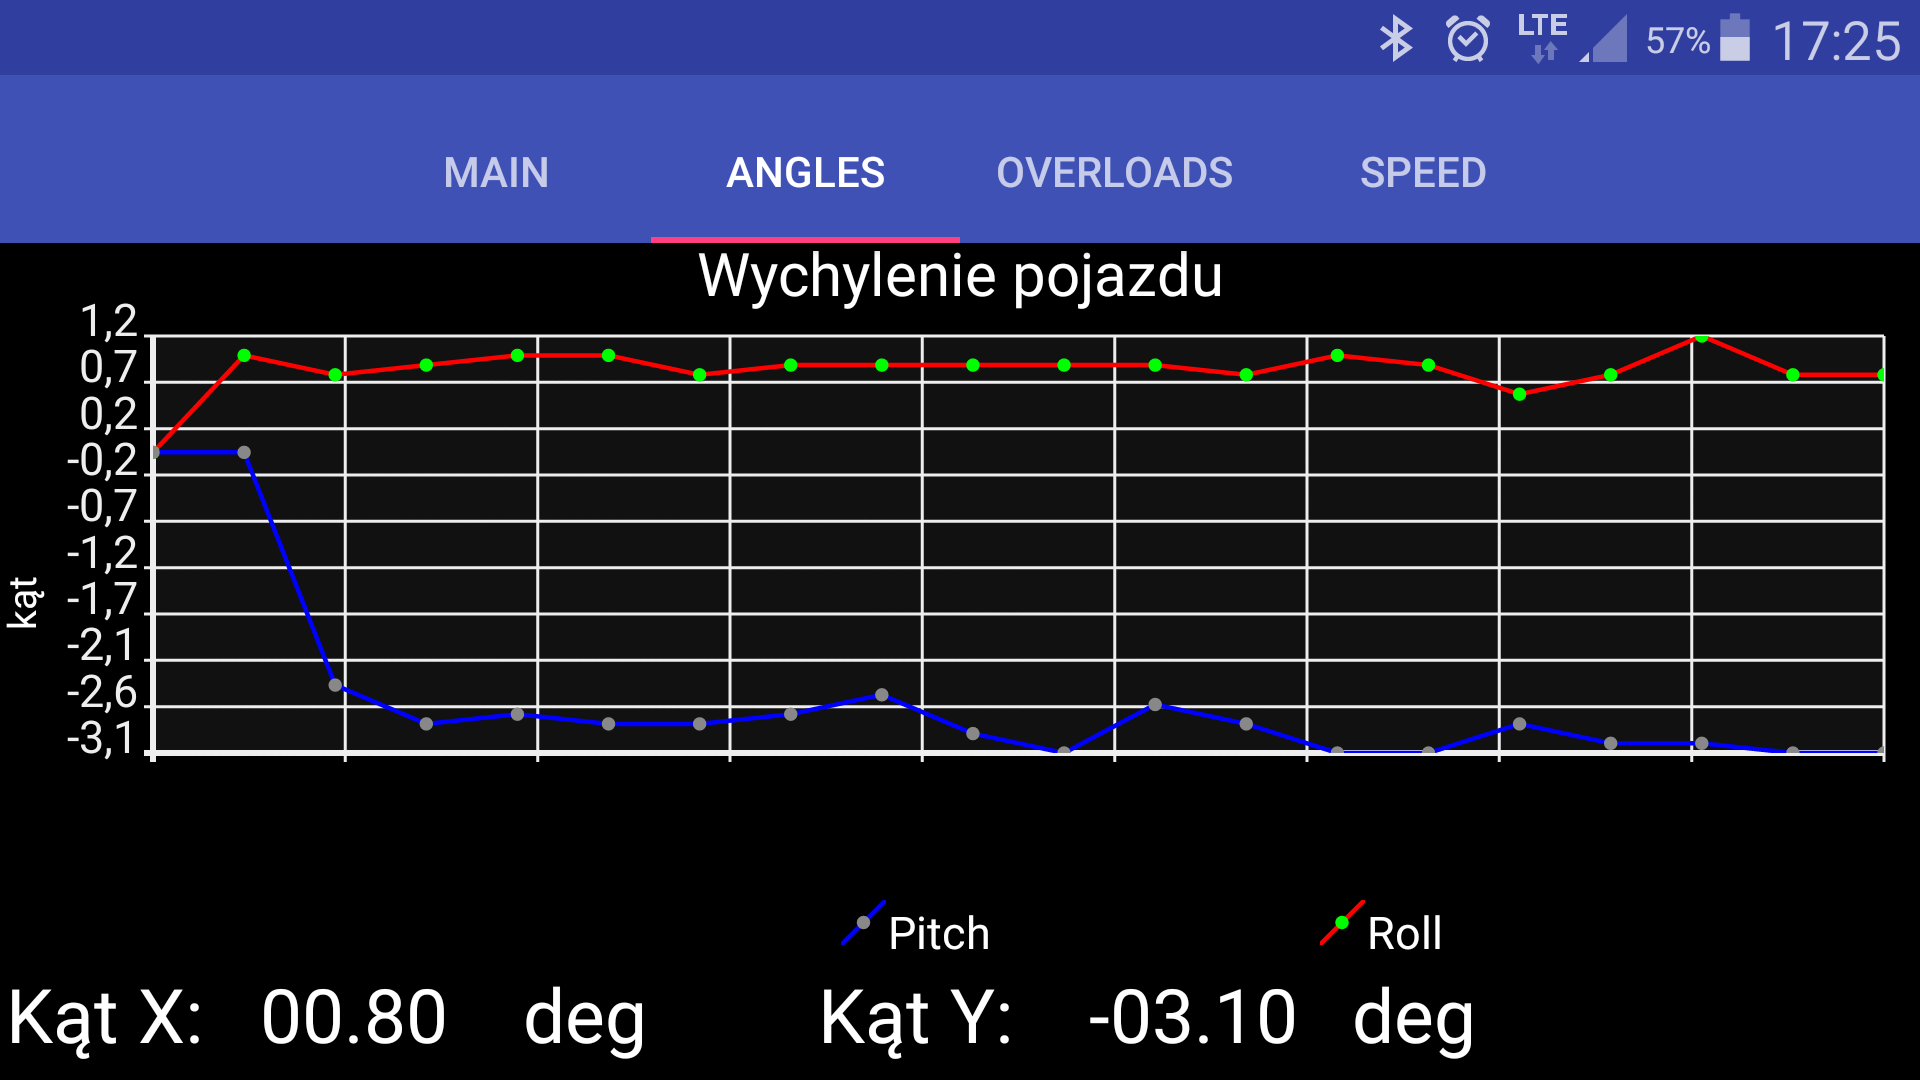 LTE 57% 17:25
MAIN ANGLES OVERLOADS SPEED
Wychylenie pojazdu
1,2
0,7
0,2
-0,2
-0,7
-1,2
-1,7
-2,1
-2,6
-3,1
kąt
Pitch Roll
Kąt X: 00.80 deg Kąt Y: -03.10 deg